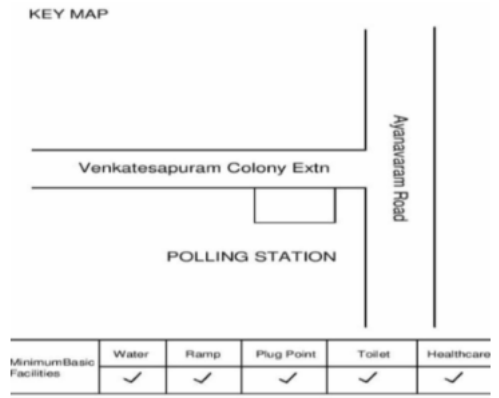 KEY MAP
Venkatesapuram Colony Extn
Ayanavaram Road
POLLING STATION
MinimumBasic Facilities
Water Ramp Plug Point Toilet Healthcare
✓ ✓ ✓ ✓ ✓